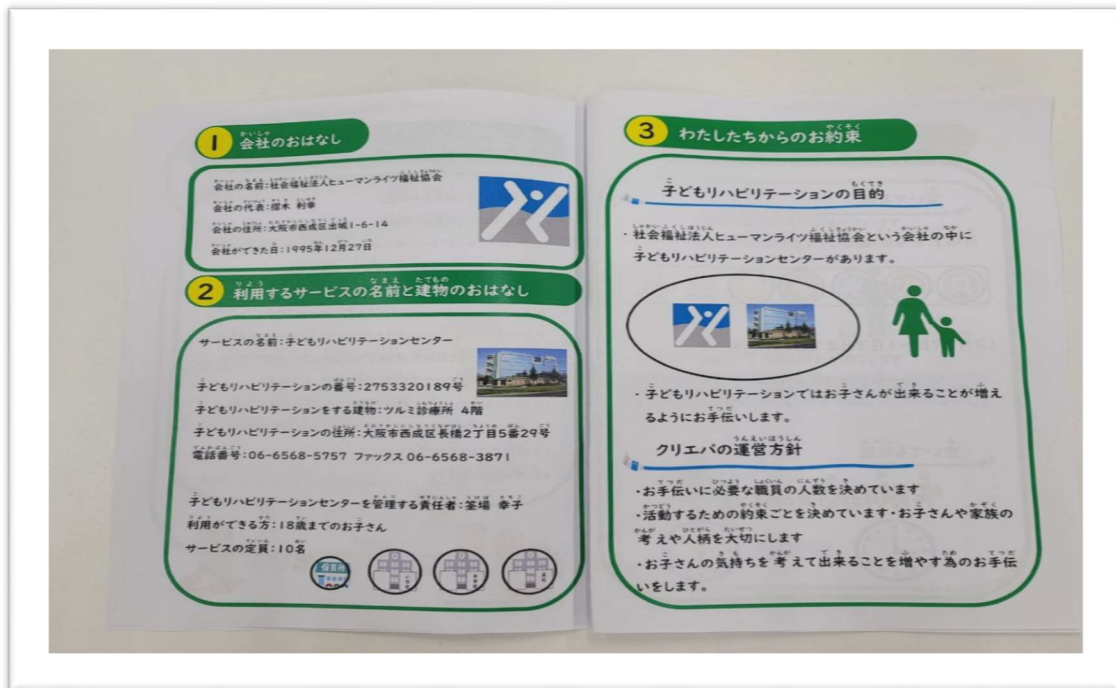 1 会社のおはなし
会社の名前:社会福祉法人ヒューマンライツ福祉協会
会社の代表:摺木 利幸
会社の住所:大阪市西成区出城1-6-14
会社ができた日:1995年12月27日
2 利用するサービスの名前と建物のおはなし
サービスの名前:子どもリハビリテーションセンター
子どもリハビリテーションの番号:2753320189号
子どもリハビリテーションをする建物:ツルミ診療所 4階
子どもリハビリテーションの住所:大阪市西成区長橋2丁目5番29号
電話番号:06-6568-5757 ファックス 06-6568-3871
子どもリハビリテーションセンターを管理する責任者:筌場 幸子
利用ができる方:18歳までのお子さん
サービスの定員:10名
保育所
3 わたしたちからのお約束
子どもリハビリテーションの目的
・社会福祉法人ヒューマンライツ福祉協会という会社の中に
子どもリハビリテーションセンターがあります。
・子どもリハビリテーションではお子さんが出来ることが増え
るようにお手伝いします。
クリエバの運営方針
・お手伝いに必要な職員の人数を決めています
・活動するための約束ごとを決めています・お子さんや家族の
考えや人柄を大切にします
・お子さんの気持ちを考えて出来ることを増やす為のお手伝
いをします。